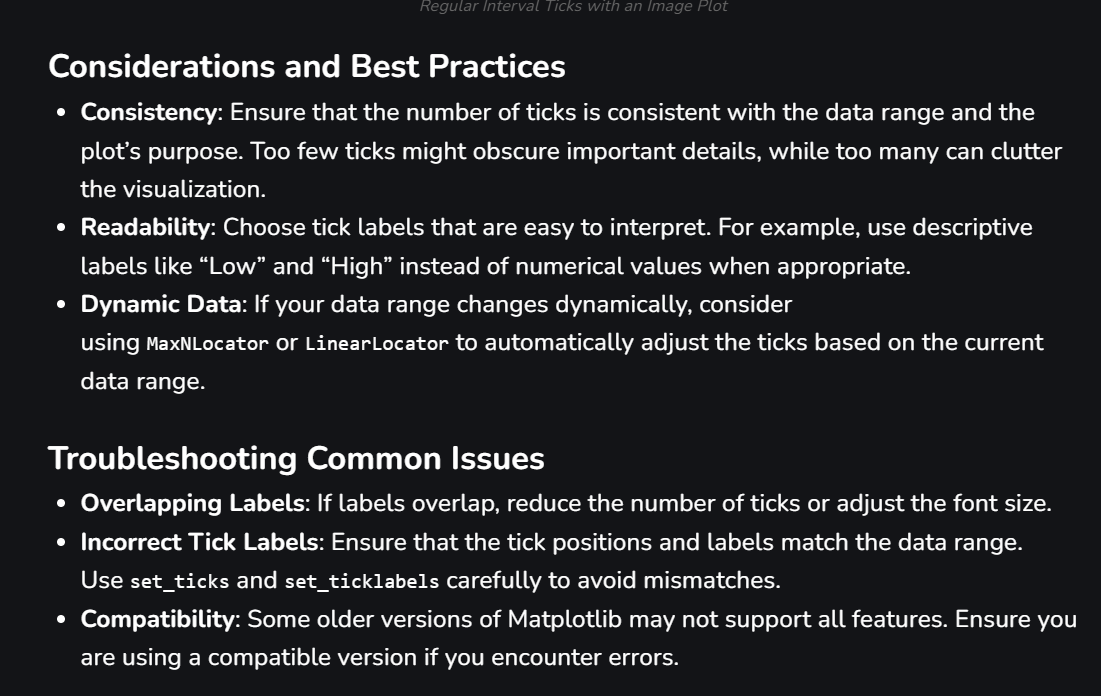 Regular Interval Ticks with an Image Plot
Considerations and Best Practices
• Consistency: Ensure that the number of ticks is consistent with the data range and the
plot’s purpose. Too few ticks might obscure important details, while too many can clutter
the visualization.
• Readability: Choose tick labels that are easy to interpret. For example, use descriptive
labels like “Low” and “High” instead of numerical values when appropriate.
• Dynamic Data: If your data range changes dynamically, consider
using MaxNLocator or LinearLocator to automatically adjust the ticks based on the current
data range.
Troubleshooting Common Issues
• Overlapping Labels: If labels overlap, reduce the number of ticks or adjust the font size.
• Incorrect Tick Labels: Ensure that the tick positions and labels match the data range.
Use set_ticks and set_ticklabels carefully to avoid mismatches.
• Compatibility: Some older versions of Matplotlib may not support all features. Ensure you
are using a compatible version if you encounter errors.